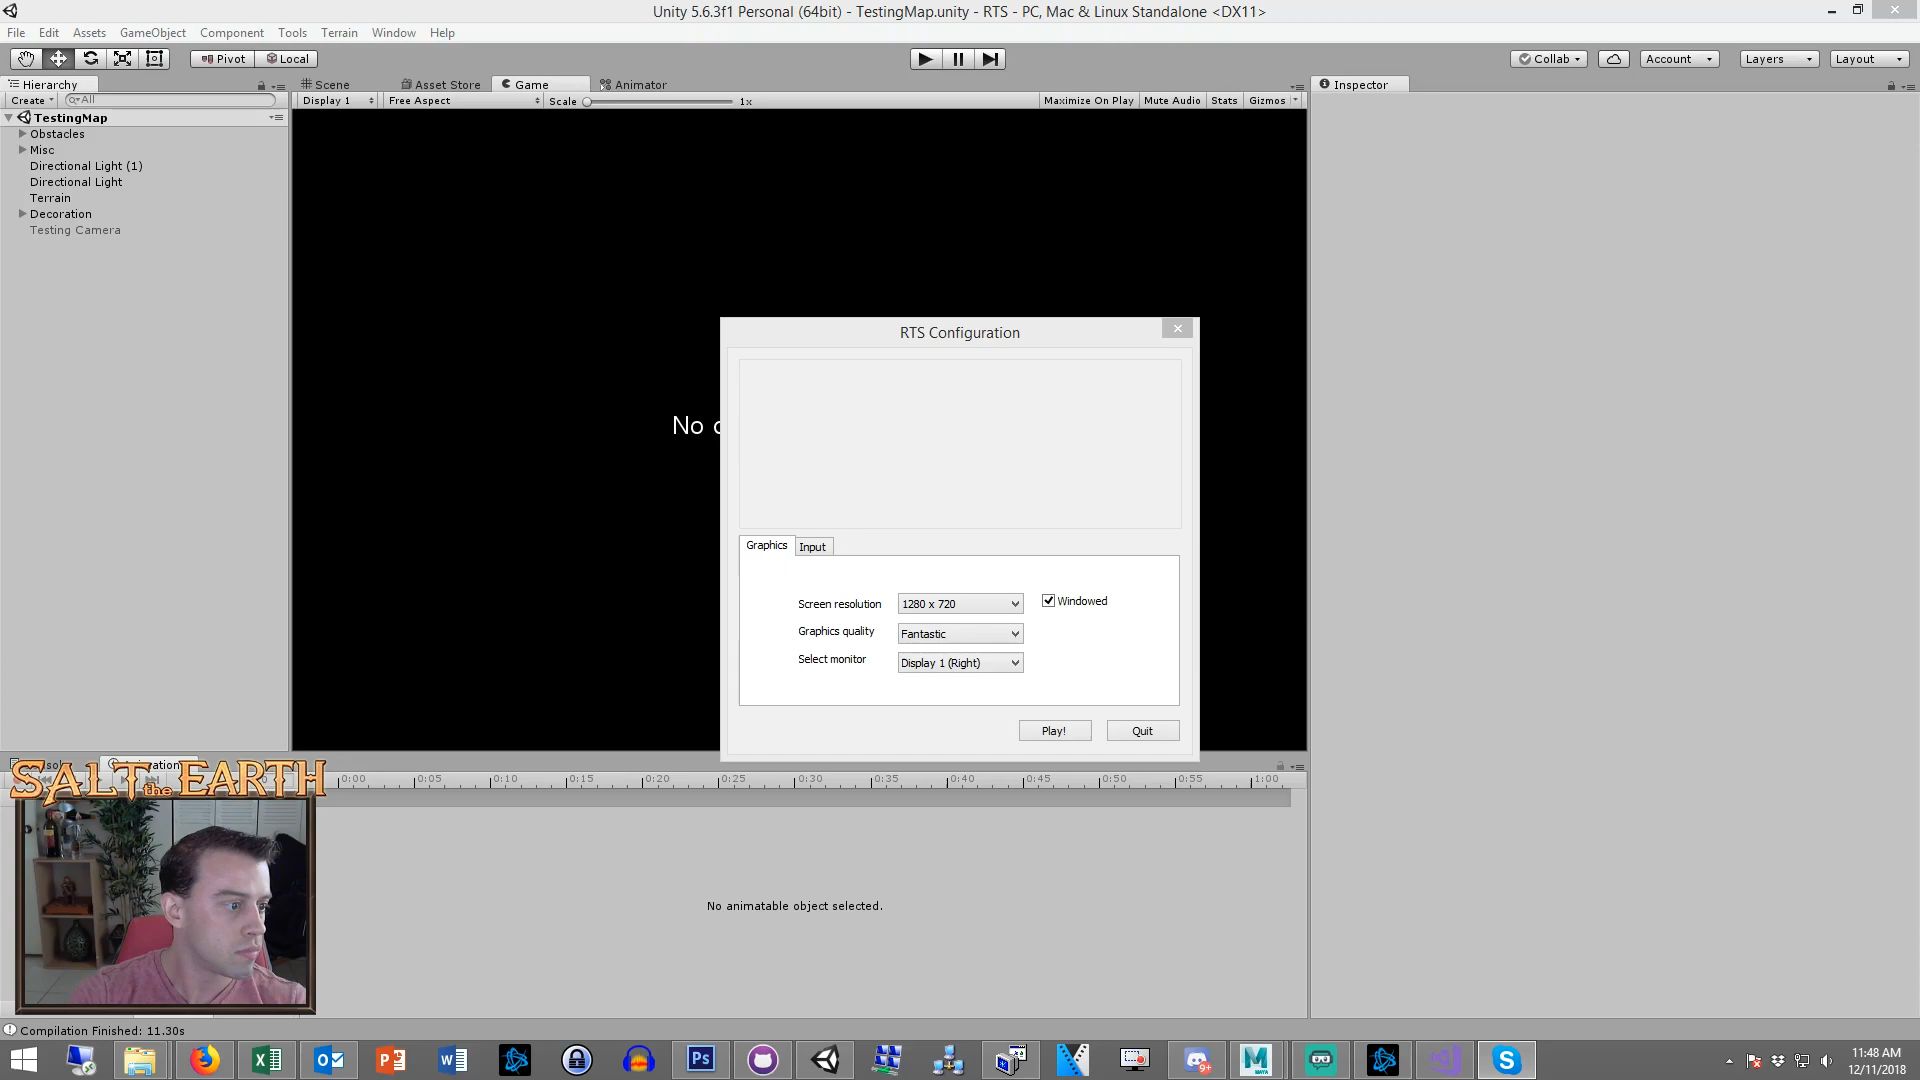 Unity 5.6.3f1 Personal (64bit) - TestingMap.unity - RTS - PC, Mac & Linux Standalone <DX11>
File Edit Assets GameObject Component Tools Terrain Window Help
Pivot Local Collab Account Layers Layout
Hierarchy Scene Asset Store Game Animator Inspector
Create All Display 1 Free Aspect Scale 1x Maximize On Play Mute Audio Stats Gizmos
TestingMap
Obstacles
Misc
Directional Light (1)
Directional Light
Terrain
Decoration
Testing Camera
RTS Configuration
No
Graphics Input
Screen resolution 1280 x 720 Windowed
Graphics quality Fantastic
Select monitor Display 1 (Right)
Play! Quit
SALT the EARTH
0:00 0:05 0:10 0:15 0:20 0:25 0:30 0:35 0:40 0:45 0:50 0:55 1:00
No animatable object selected.
Compilation Finished: 11.30s
11:48 AM
12/11/2018